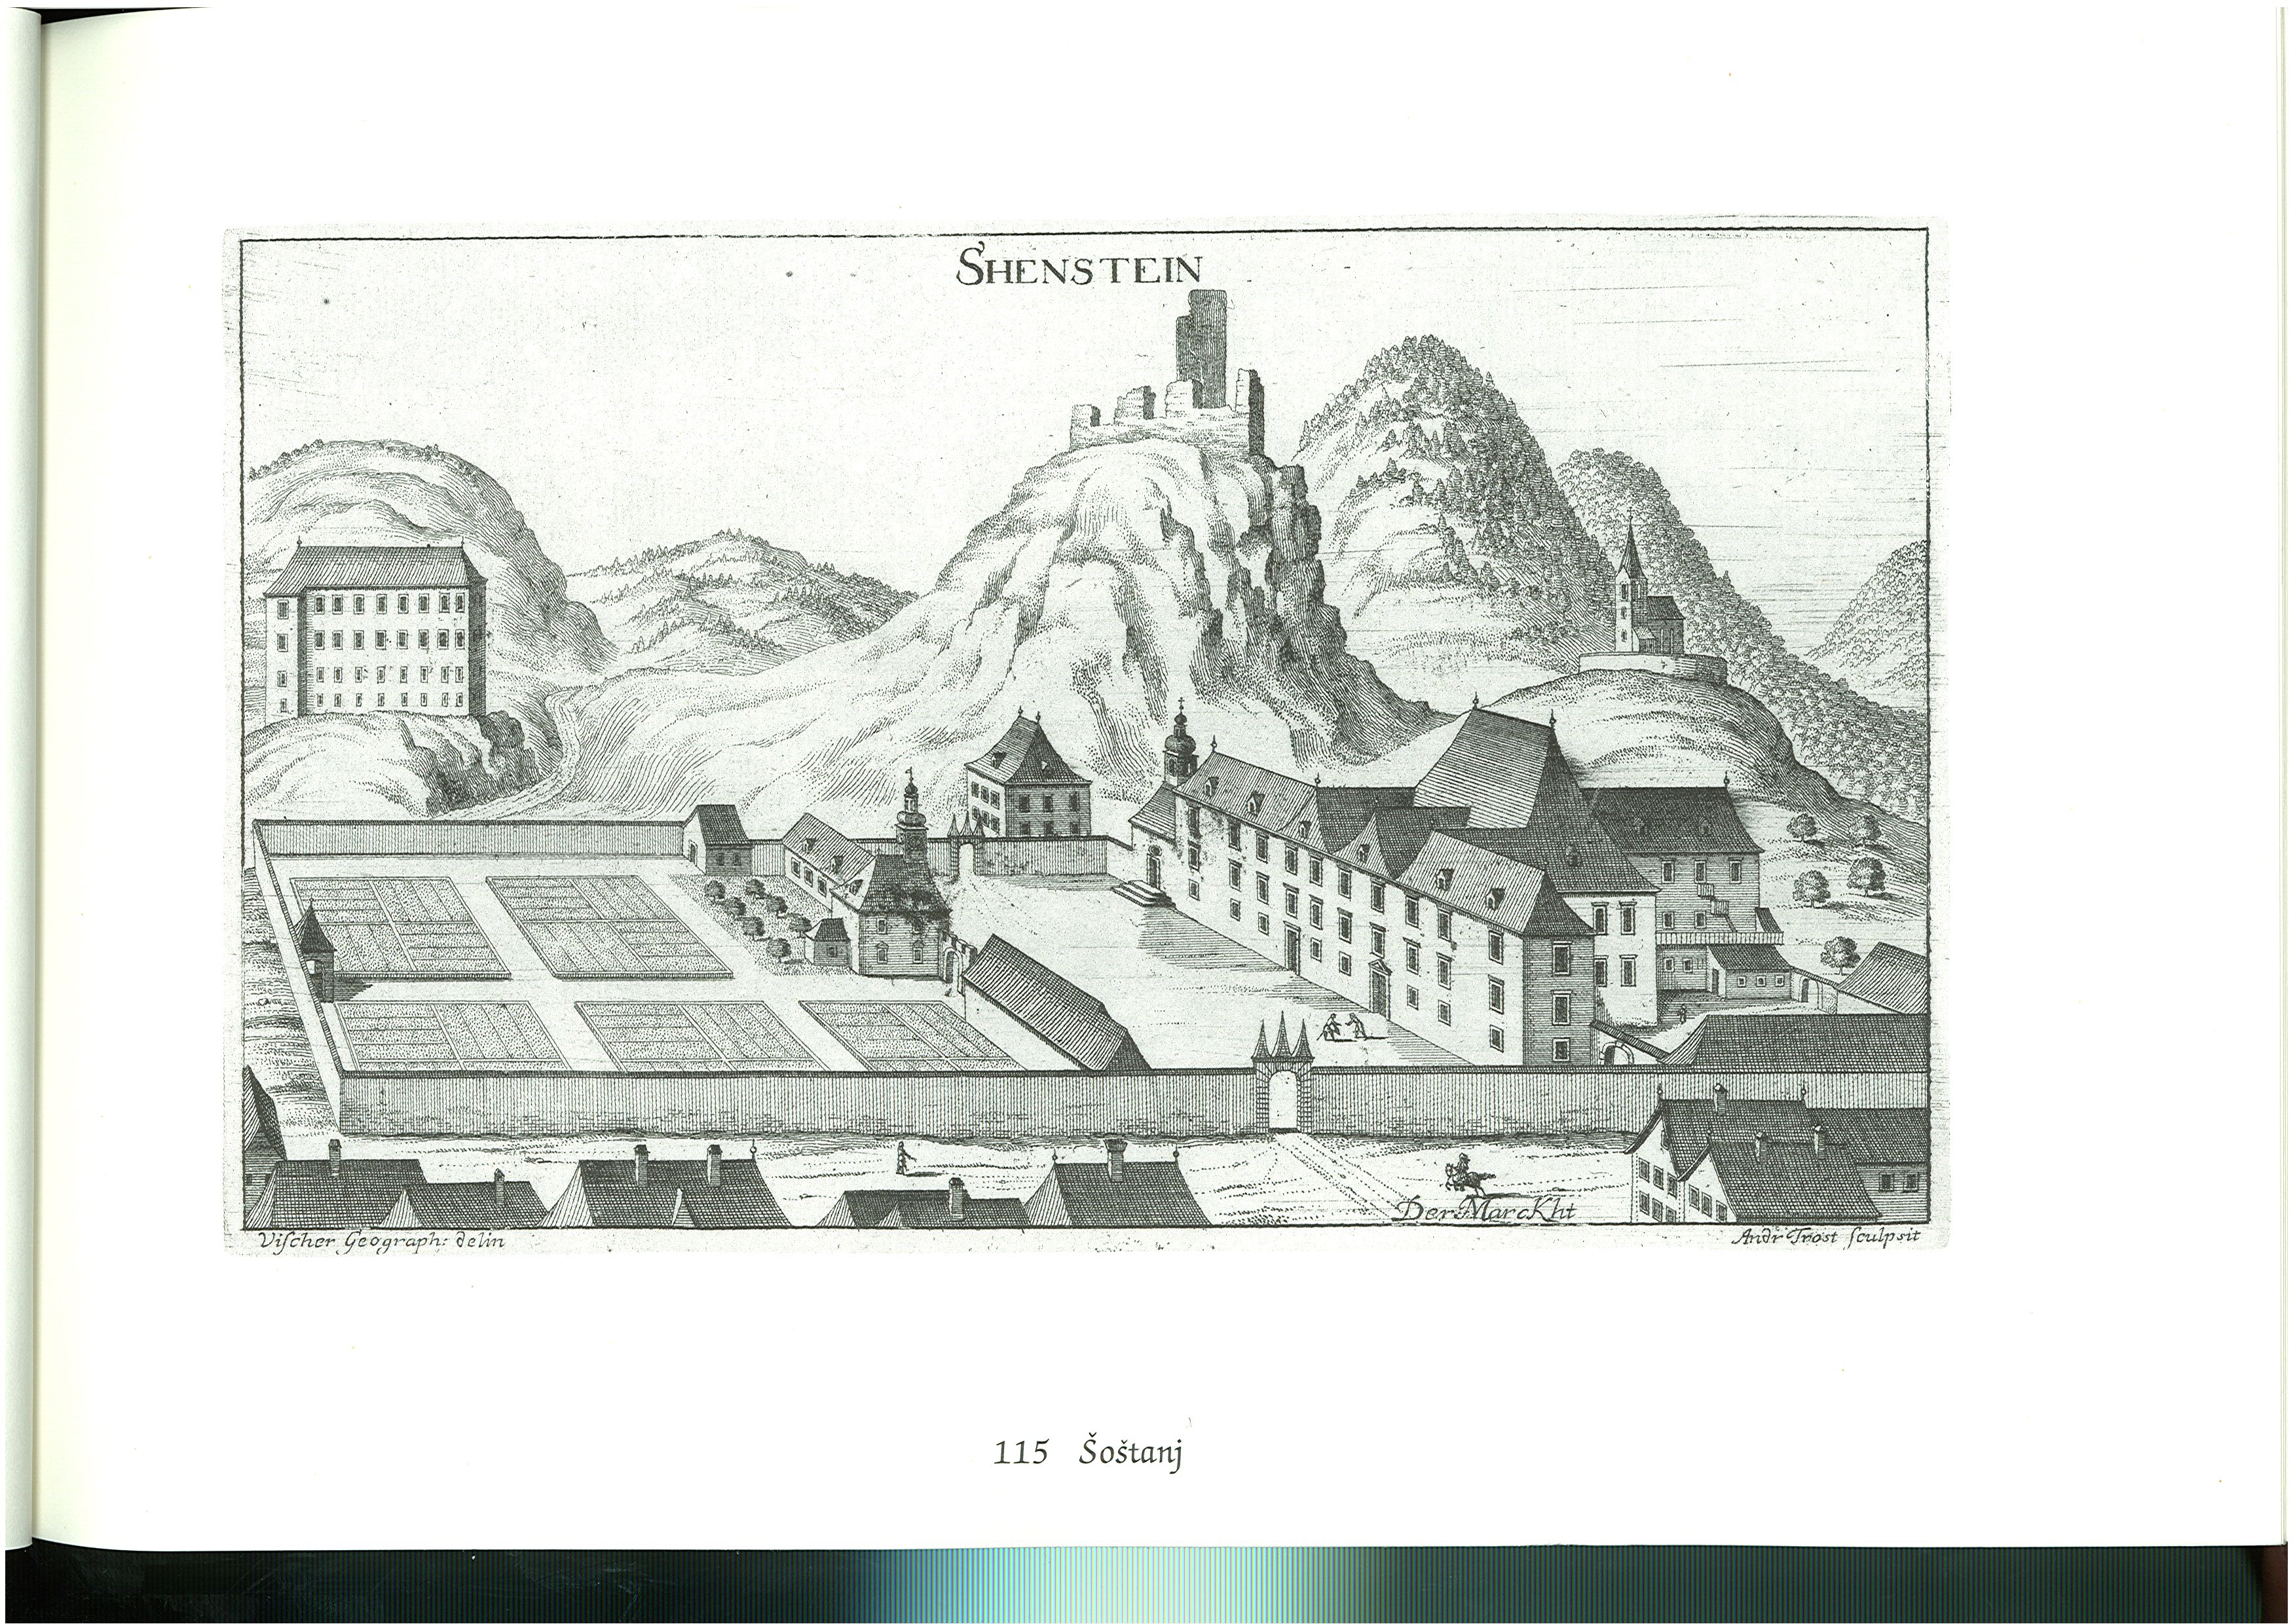 SHENSTEIN
Der Marckht
Viſcher Geograph: delin
Andr Trost ſculpsit
115 Šoštanj